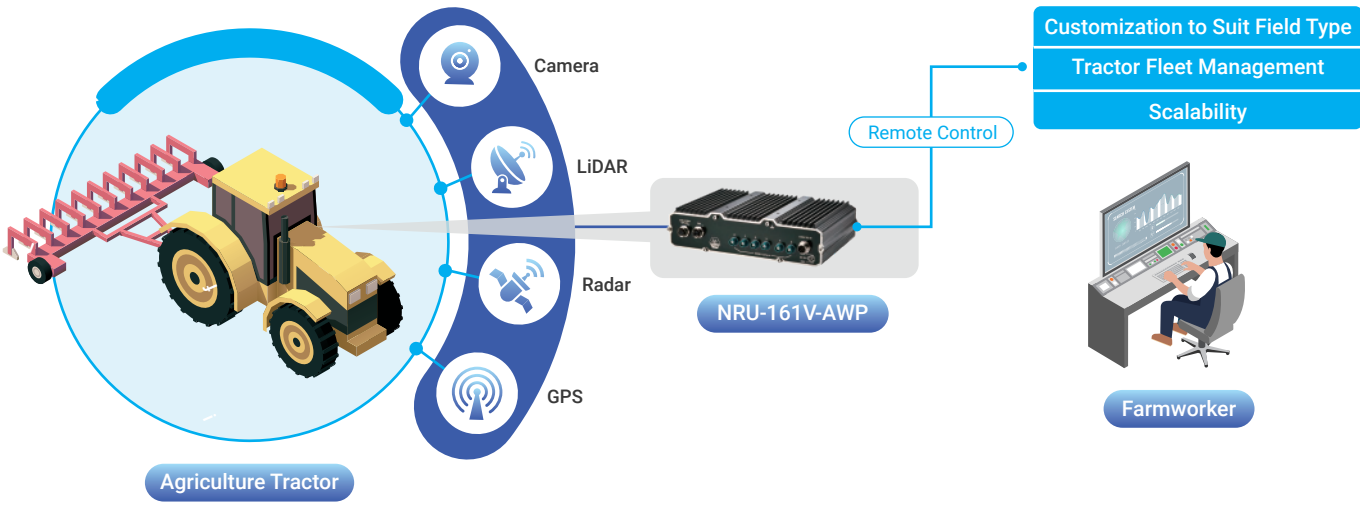 Camera
LiDAR
Radar
GPS
Agriculture Tractor
NRU-161V-AWP
Remote Control
Customization to Suit Field Type
Tractor Fleet Management
Scalability
Farmworker